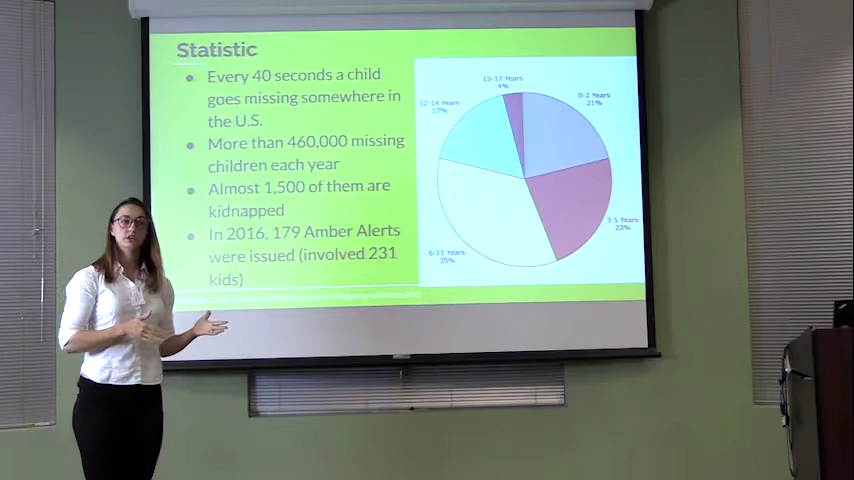 Statistic
Every 40 seconds a child
goes missing somewhere in
the U.S.
More than 460,000 missing
children each year
Almost 1,500 of them are
kidnapped
In 2016, 179 Amber Alerts
were issued (involved 231
kids)
15-17 Years
4%
0-2 Years
21%
12-14 Years
17%
3-5 Years
23%
6-11 Years
35%